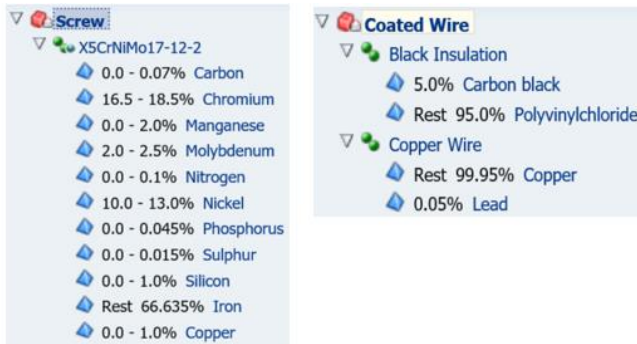 Screw
X5CrNiMo17-12-2
0.0 - 0.07% Carbon
16.5 - 18.5% Chromium
0.0 - 2.0% Manganese
2.0 - 2.5% Molybdenum
0.0 - 0.1% Nitrogen
10.0 - 13.0% Nickel
0.0 - 0.045% Phosphorus
0.0 - 0.015% Sulphur
0.0 - 1.0% Silicon
Rest 66.635% Iron
0.0 - 1.0% Copper
Coated Wire
Black Insulation
5.0% Carbon black
Rest 95.0% Polyvinylchloride
Copper Wire
Rest 99.95% Copper
0.05% Lead